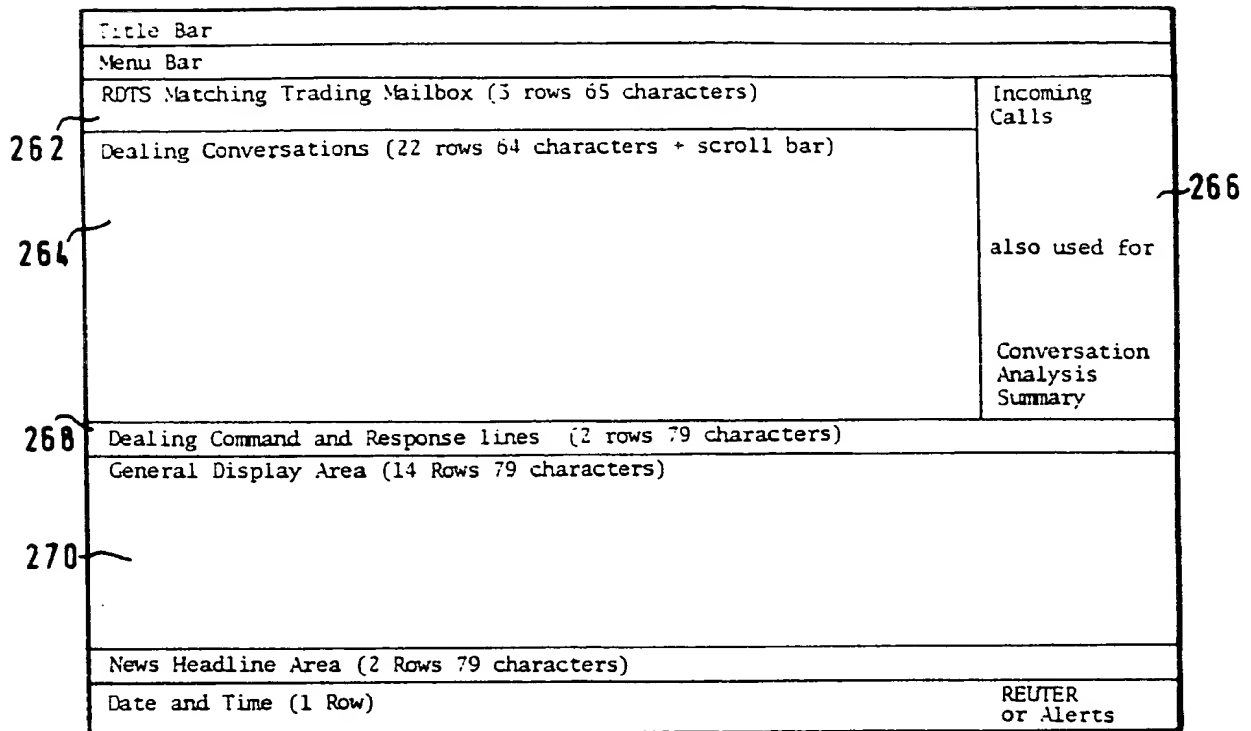 Title Bar
Menu Bar
RDTS Matching Trading Mailbox (3 rows 65 characters)
Incoming
Calls
262
Dealing Conversations (22 rows 64 characters + scroll bar)
266
264
also used for
Conversation
Analysis
Summary
268
Dealing Command and Response lines (2 rows 79 characters)
General Display Area (14 Rows 79 characters)
270
News Headline Area (2 Rows 79 characters)
Date and Time (1 Row)
REUTER
or Alerts